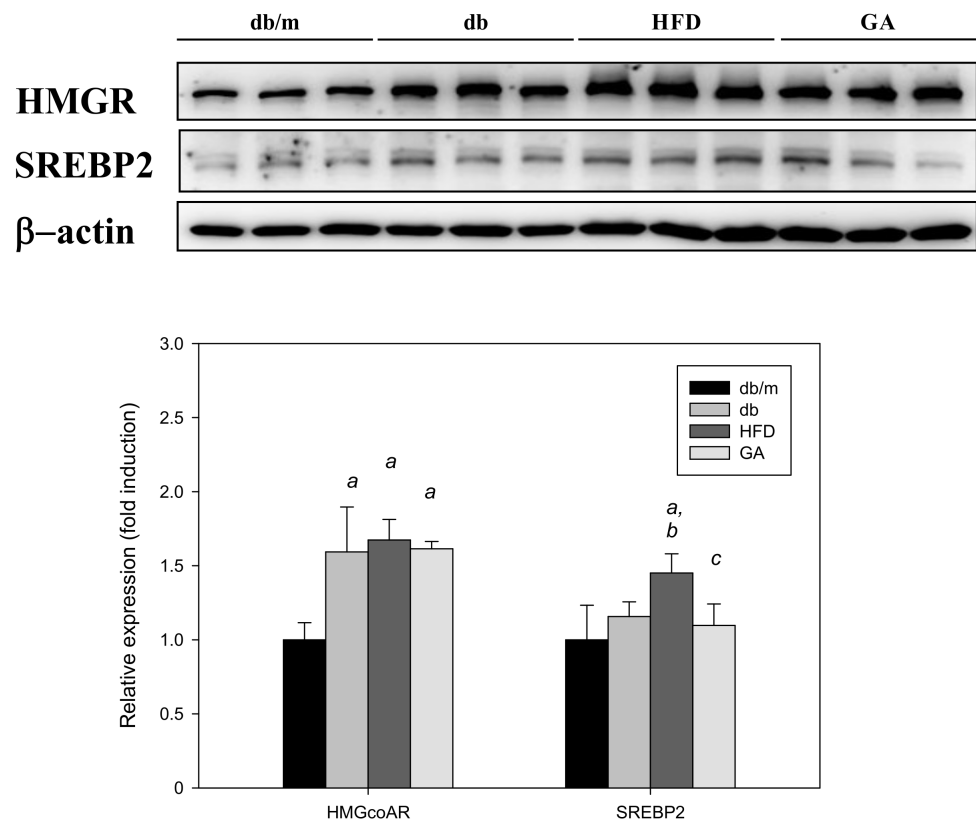 db/m db HFD GA
HMGR
SREBP2
β–actin
3.0
2.5
2.0
1.5
1.0
0.5
0
Relative expression (fold induction)
db/m
db
HFD
GA
a a a
a,
b
c
HMGcoAR SREBP2